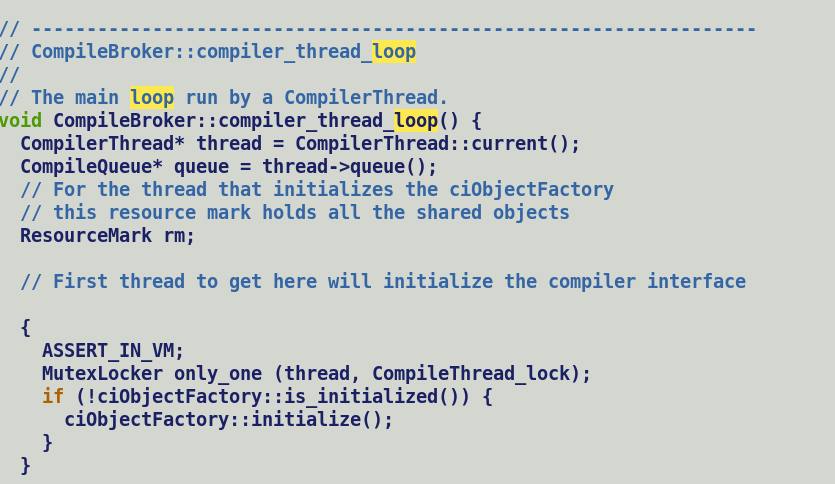 // ------------------------------------------------------------------
// CompileBroker::compiler_thread_loop
//
// The main loop run by a CompilerThread.
void CompileBroker::compiler_thread_loop() {
  CompilerThread* thread = CompilerThread::current();
  CompileQueue* queue = thread->queue();
  // For the thread that initializes the ciObjectFactory
  // this resource mark holds all the shared objects
  ResourceMark rm;

  // First thread to get here will initialize the compiler interface

  {
    ASSERT_IN_VM;
    MutexLocker only_one (thread, CompileThread_lock);
    if (!ciObjectFactory::is_initialized()) {
      ciObjectFactory::initialize();
    }
  }